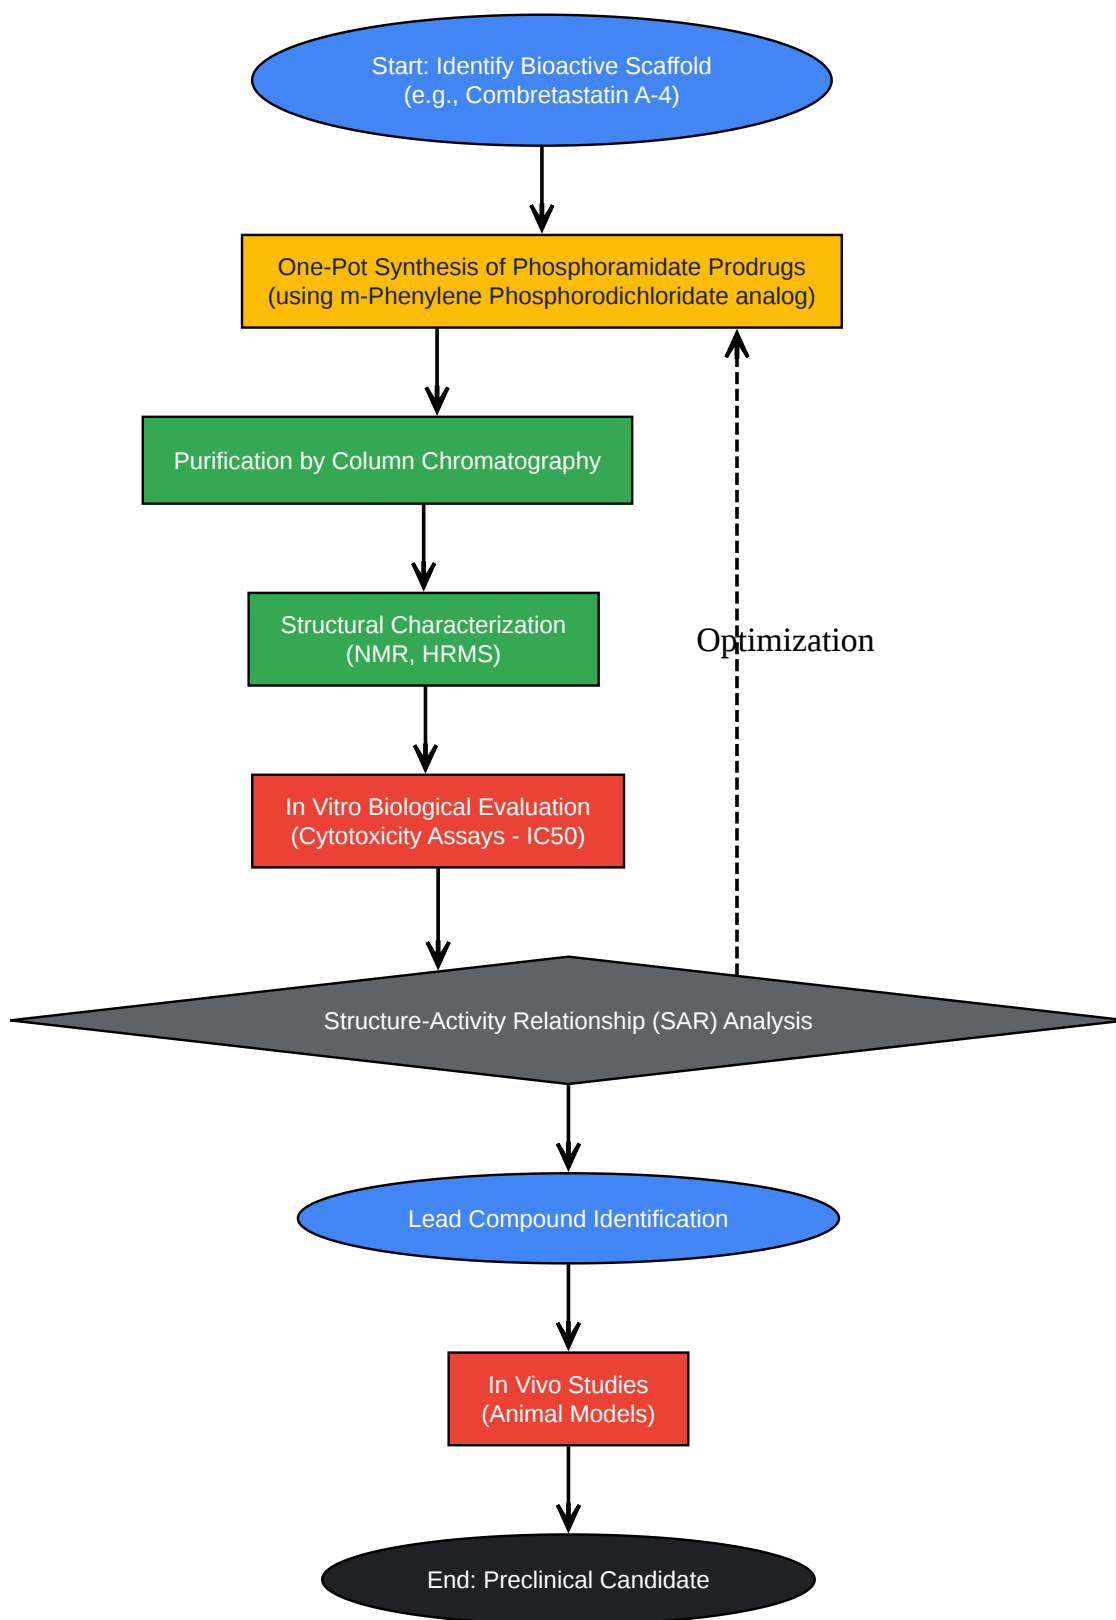 Start: Identify Bioactive Scaffold
(e.g., Combretastatin A-4)
One-Pot Synthesis of Phosphoramidate Prodrugs
(using m-Phenylene Phosphorodichloridate analog)
Purification by Column Chromatography
Structural Characterization
(NMR, HRMS)
Optimization
In Vitro Biological Evaluation
(Cytotoxicity Assays - IC50)
Structure-Activity Relationship (SAR) Analysis
Lead Compound Identification
In Vivo Studies
(Animal Models)
End: Preclinical Candidate